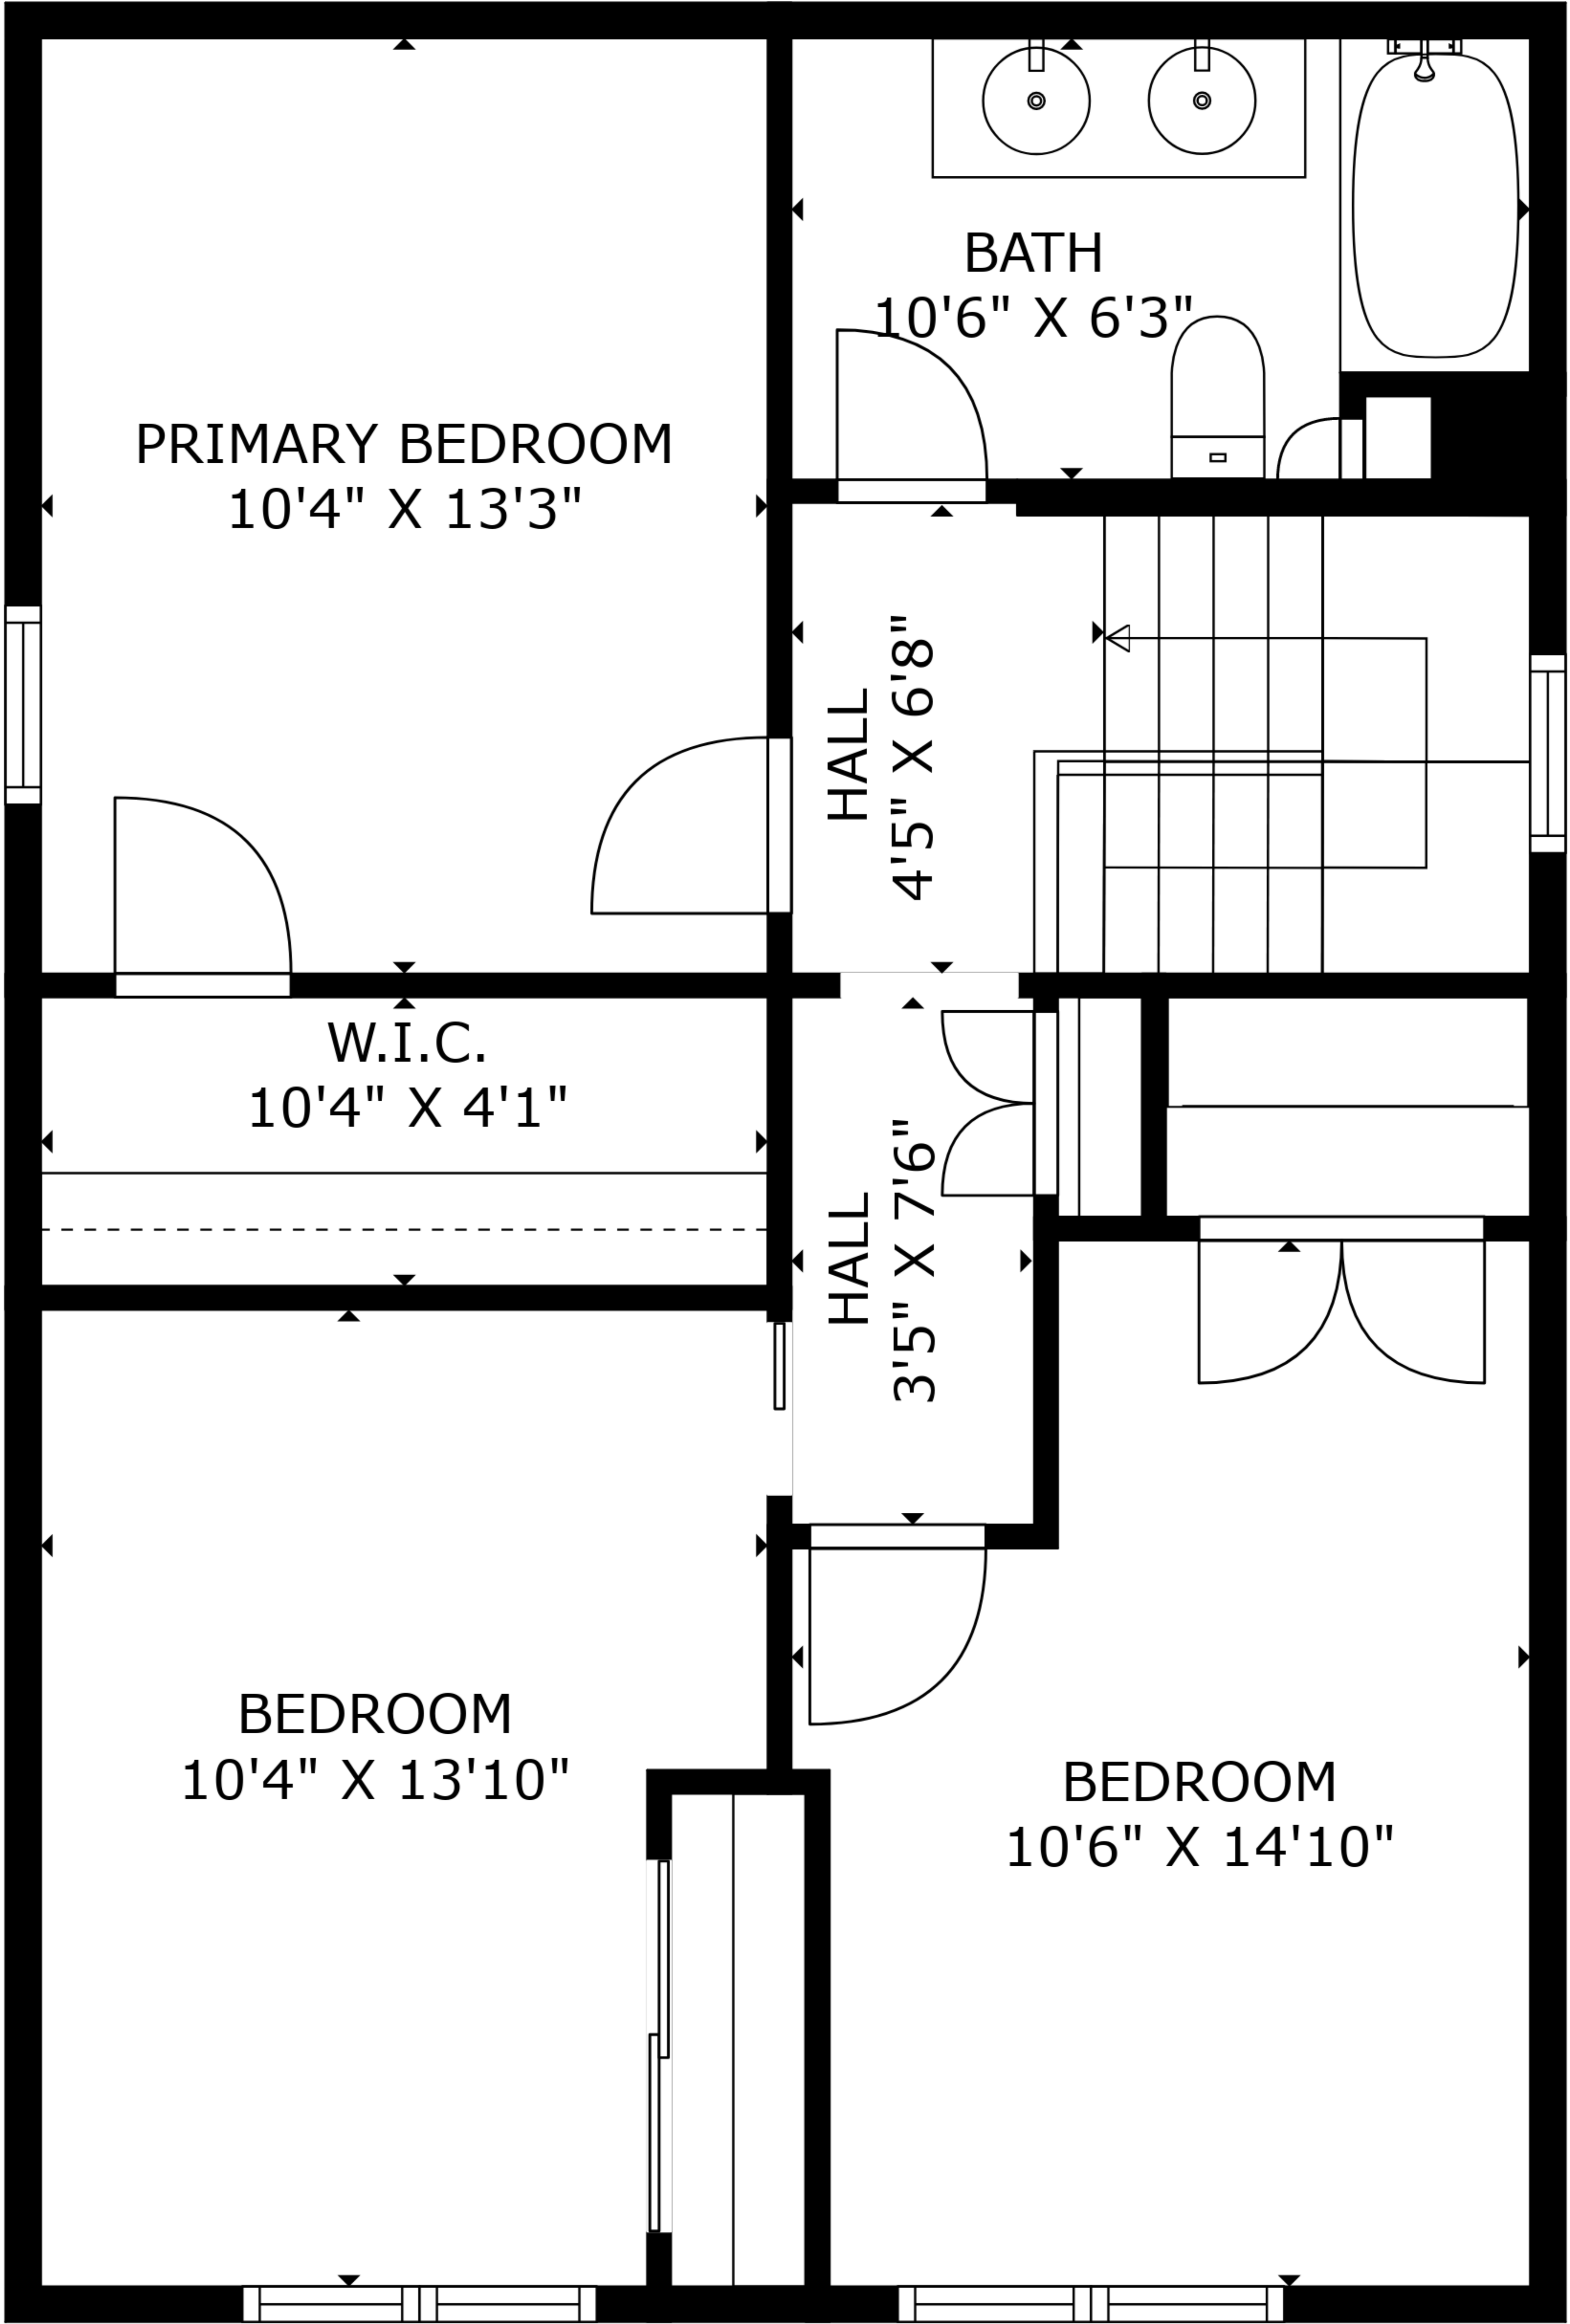 BATH
10'6" X 6'3"
PRIMARY BEDROOM
10'4" X 13'3"
HALL
4'5" X 6'8"
W.I.C.
10'4" X 4'1"
HALL
3'5" X 7'6"
BEDROOM
10'4" X 13'10"
BEDROOM
10'6" X 14'10"